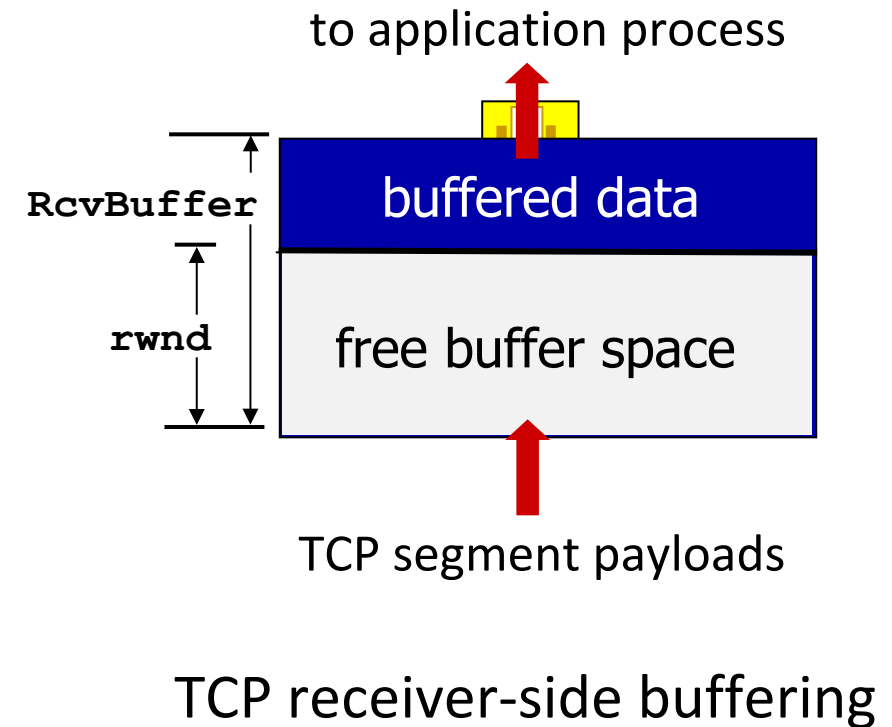 to application process
buffered data
RcvBuffer
rwnd
free buffer space
TCP segment payloads
TCP receiver-side buffering